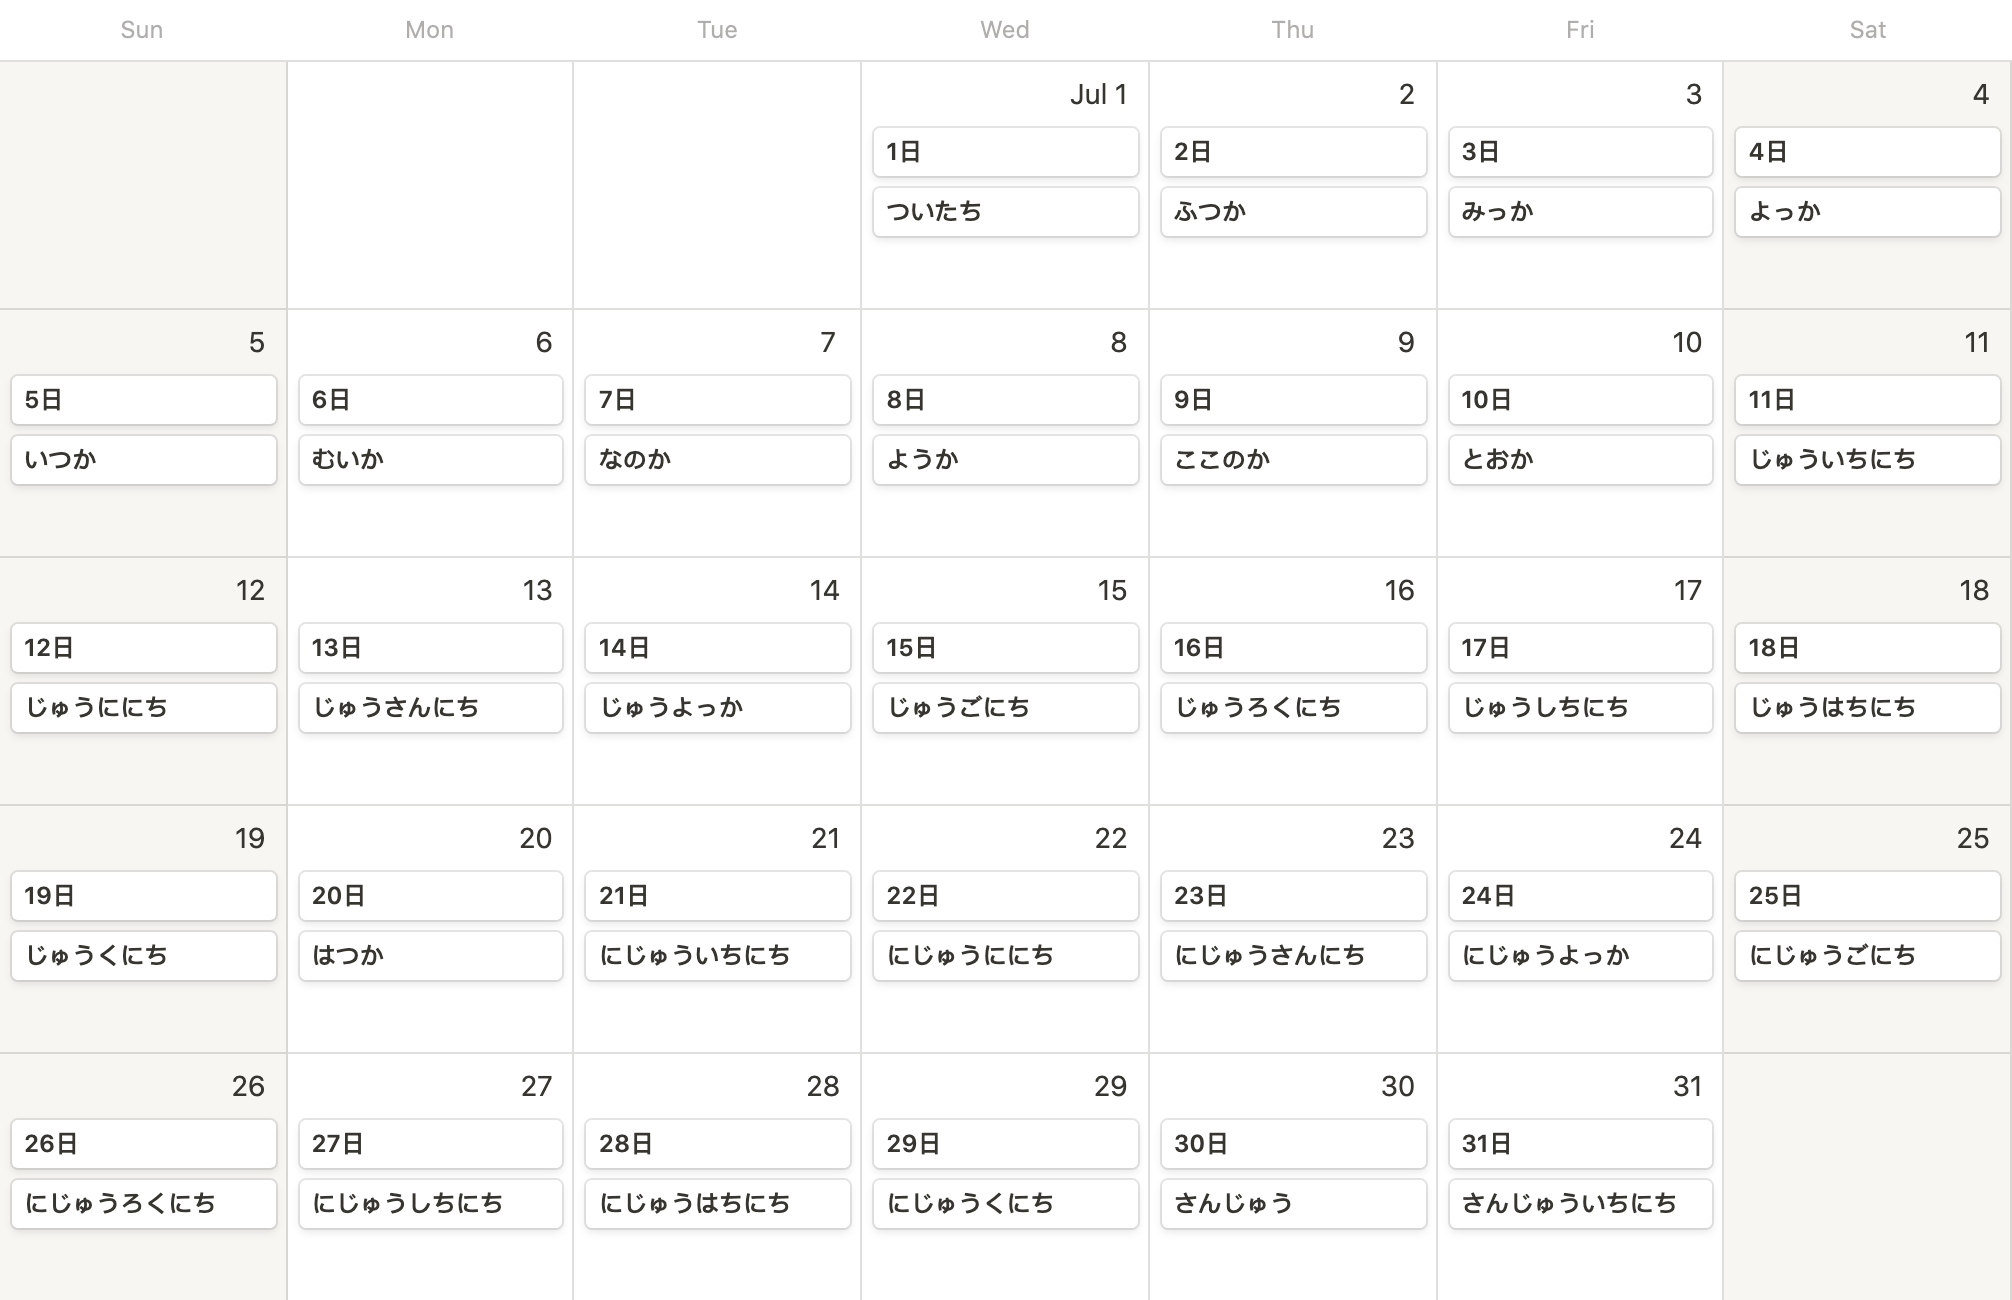 Sun Mon Tue Wed Thu Fri Sat
Jul 1 2 3 4
1日 2日 3日 4日
ついたち ふつか みっか よっか
5 6 7 8 9 10 11
5日 6日 7日 8日 9日 10日 11日
いつか むいか なのか ようか ここのか とおか じゅういちにち
12 13 14 15 16 17 18
12日 13日 14日 15日 16日 17日 18日
じゅうににち じゅうさんにち じゅうよっか じゅうごにち じゅうろくにち じゅうしちにち じゅうはちにち
19 20 21 22 23 24 25
19日 20日 21日 22日 23日 24日 25日
じゅうくにち はつか にじゅういちにち にじゅうににち にじゅうさんにち にじゅうよっか にじゅうごにち
26 27 28 29 30 31
26日 27日 28日 29日 30日 31日
にじゅうろくにち にじゅうしちにち にじゅうはちにち にじゅうくにち さんじゅう さんじゅういちにち